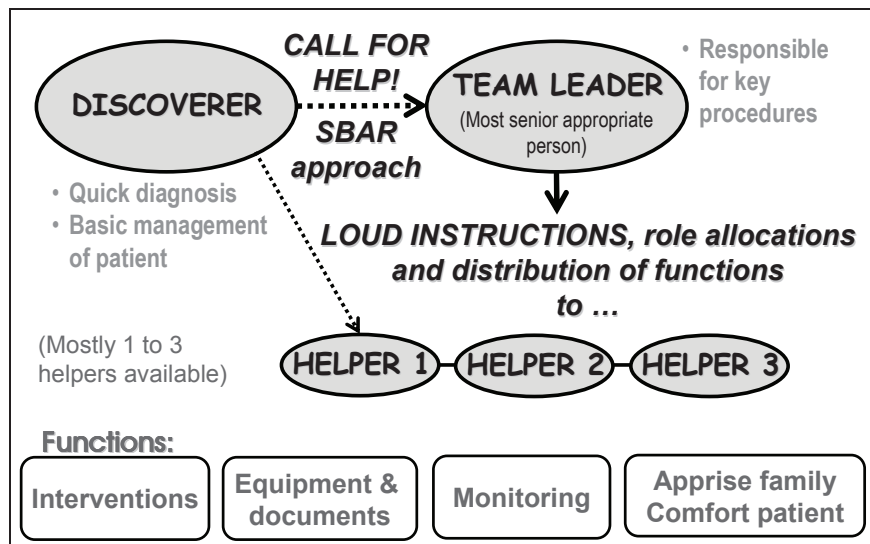 DISCOVERER
CALL FOR
HELP!
SBAR
approach
TEAM LEADER
(Most senior appropriate
person)
• Responsible
for key
procedures
• Quick diagnosis
• Basic management
of patient
LOUD INSTRUCTIONS, role allocations
and distribution of functions
to …
(Mostly 1 to 3
helpers available)
HELPER 1
HELPER 2
HELPER 3
Functions:
Interventions
Equipment &
documents
Monitoring
Apprise family
Comfort patient